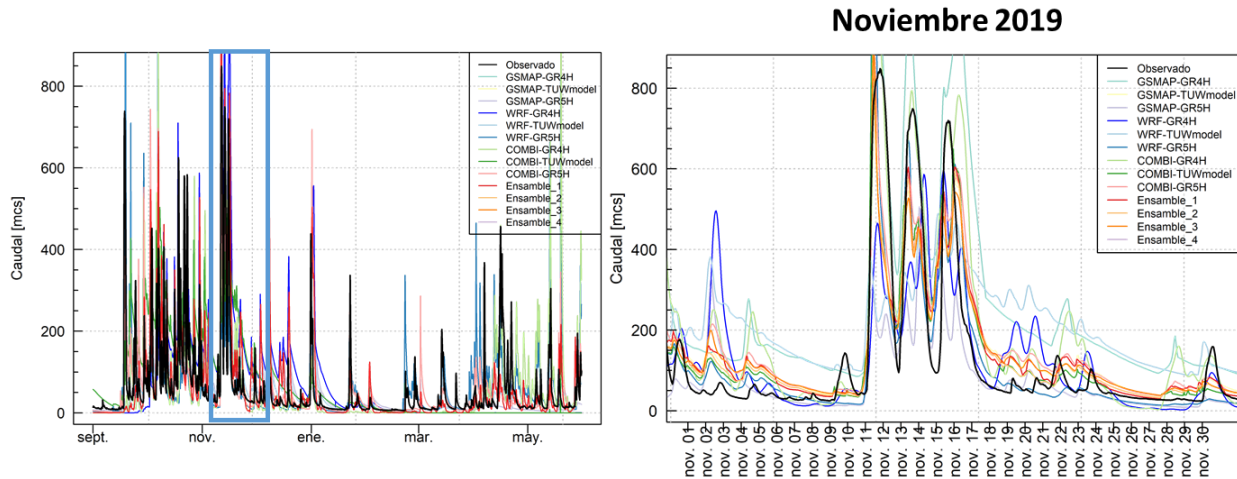 Noviembre 2019
Caudal [mcs]
800
600
400
200
0
sept.
nov.
ene.
mar.
may.
Observado
GSMAP-GR4H
GSMAP-TUWmodel
GSMAP-GR5H
WRF-GR4H
WRF-TUWmodel
WRF-GR5H
COMBI-GR4H
COMBI-TUWmodel
COMBI-GR5H
Ensamble_1
Ensamble_2
Ensamble_3
Ensamble_4
Caudal [mcs]
800
600
400
200
0
nov. 01
nov. 02
nov. 03
nov. 04
nov. 05
nov. 06
nov. 07
nov. 08
nov. 09
nov. 10
nov. 11
nov. 12
nov. 13
nov. 14
nov. 15
nov. 16
nov. 17
nov. 18
nov. 19
nov. 20
nov. 21
nov. 22
nov. 23
nov. 24
nov. 25
nov. 26
nov. 27
nov. 28
nov. 29
nov. 30
Observado
GSMAP-GR4H
GSMAP-TUWmodel
GSMAP-GR5H
WRF-GR4H
WRF-TUWmodel
WRF-GR5H
COMBI-GR4H
COMBI-TUWmodel
COMBI-GR5H
Ensamble_1
Ensamble_2
Ensamble_3
Ensamble_4